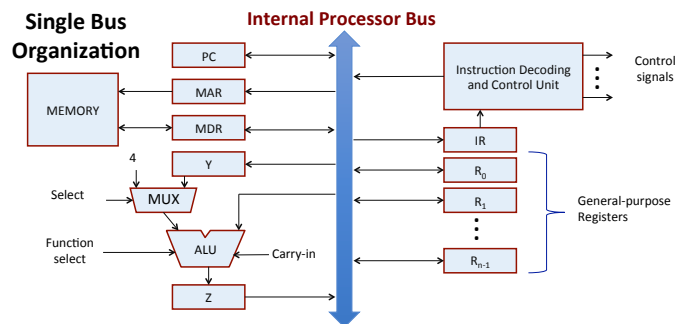 Single Bus
Organization
Internal Processor Bus
PC
MAR
MEMORY
MDR
Y
4
Select
MUX
Function
select
ALU
Carry-in
Z
Instruction Decoding
and Control Unit
Control
signals
IR
R0
R1
Rn-1
General-purpose
Registers